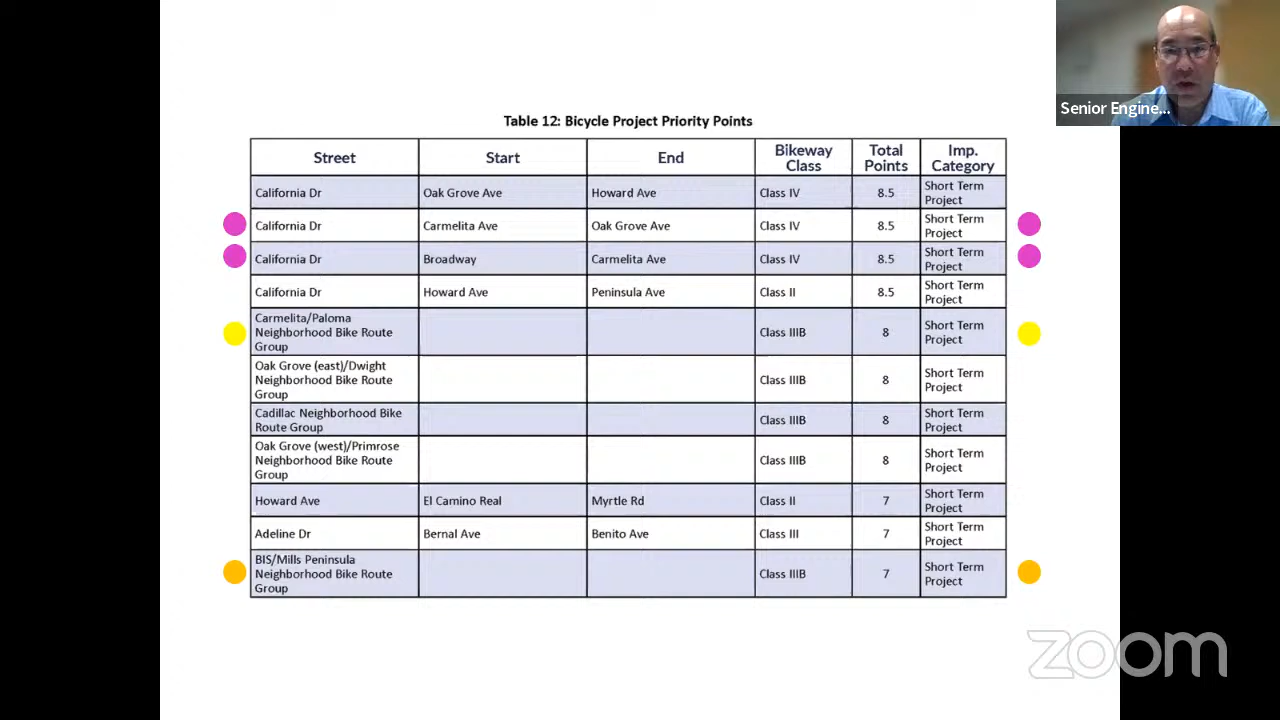 Senior Engine...
Table 12: Bicycle Project Priority Points
Street Start End Bikeway Class Total Points Imp. Category
California Dr Oak Grove Ave Howard Ave Class IV 8.5 Short Term Project
California Dr Carmelita Ave Oak Grove Ave Class IV 8.5 Short Term Project
California Dr Broadway Carmelita Ave Class IV 8.5 Short Term Project
California Dr Howard Ave Peninsula Ave Class II 8.5 Short Term Project
Carmelita/Paloma Neighborhood Bike Route Group Class IIIB 8 Short Term Project
Oak Grove (east)/Dwight Neighborhood Bike Route Group Class IIIB 8 Short Term Project
Cadillac Neighborhood Bike Route Group Class IIIB 8 Short Term Project
Oak Grove (west)/Primrose Neighborhood Bike Route Group Class IIIB 8 Short Term Project
Howard Ave El Camino Real Myrtle Rd Class II 7 Short Term Project
Adeline Dr Bernal Ave Benito Ave Class III 7 Short Term Project
BIS/Mills Peninsula Neighborhood Bike Route Group Class IIIB 7 Short Term Project
zoom